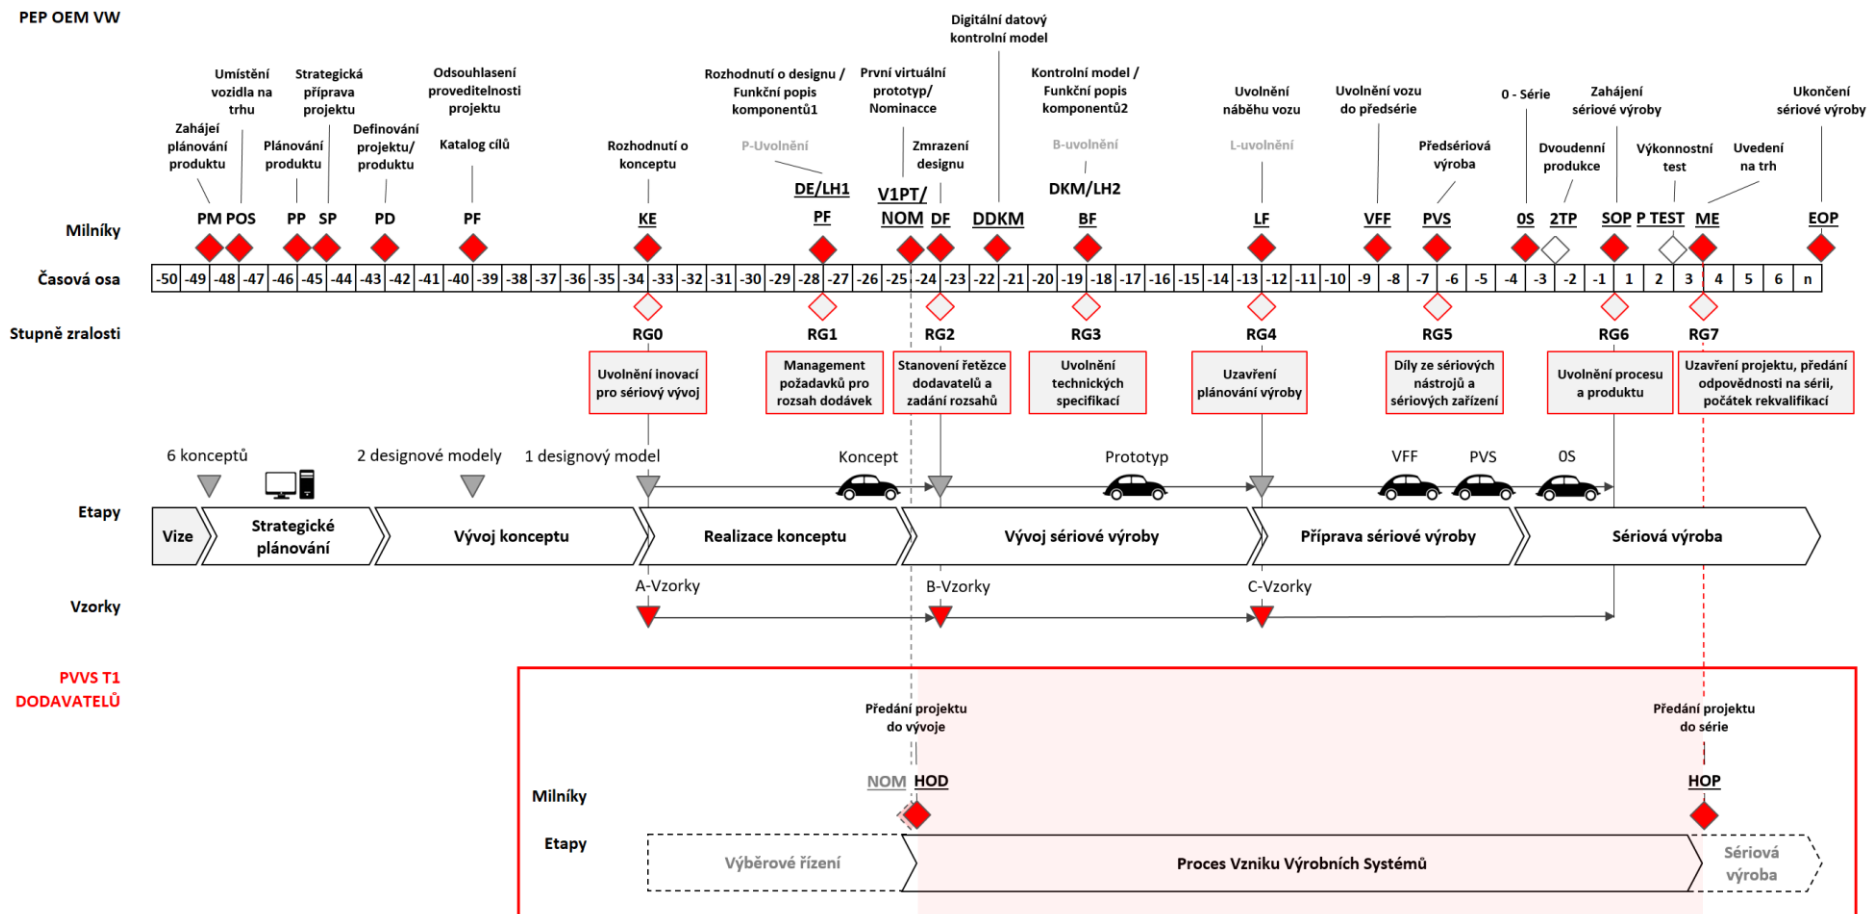 PEP OEM VW
Digitální datový
kontrolní model
Umístění
vozidla na
trhu
Strategická
příprava
projektu
Odsouhlasení
proveditelnosti
projektu
Rozhodnutí o designu /
Funkční popis
komponentů1
První virtuální
prototyp/
Nominacce
Kontrolní model /
Funkční popis
komponentů2
Uvolnění
náběhu vozu
Uvolnění vozu
do předsérie
0 - Série
Zahájení
sériové výroby
Ukončení
sériové výroby
Zahájeí
plánování
produktu
Plánování
produktu
Definování
projektu/
produktu
Katalog cílů
Rozhodnutí o
konceptu
P-Uvolnění
Zmrazení
designu
B-uvolnění
L-uvolnění
Předsériová
výroba
Dvoudenní
produkce
Výkonnostní
test
Uvedení
na trh
DE/LH1
V1PT/
DKM/LH2
Milníky
PM POS PP SP PD PF KE PF NOM DF DDKM BF LF VFF PVS 0S 2TP SOP P TEST ME EOP
Časová osa
-50 -49 -48 -47 -46 -45 -44 -43 -42 -41 -40 -39 -38 -37 -36 -35 -34 -33 -32 -31 -30 -29 -28 -27 -26 -25 -24 -23 -22 -21 -20 -19 -18 -17 -16 -15 -14 -13 -12 -11 -10 -9 -8 -7 -6 -5 -4 -3 -2 -1 1 2 3 4 5 6 n
Stupně zralosti
RG0 RG1 RG2 RG3 RG4 RG5 RG6 RG7
Uvolnění inovací
pro sériový vývoj
Management
požadavků pro
rozsah dodávek
Stanovení řetězce
dodavatelů a
zadání rozsahů
Uvolnění
technických
specifikací
Uzavření
plánování výroby
Díly ze sériových
nástrojů a
sériových zařízení
Uvolnění procesu
a produktu
Uzavření projektu, předání
odpovědnosti na sérii,
počátek rekvalifikací
6 konceptů
2 designové modely
1 designový model
Koncept
Prototyp
VFF
PVS
0S
Etapy
Vize
Strategické
plánování
Vývoj konceptu
Realizace konceptu
Vývoj sériové výroby
Příprava sériové výroby
Sériová výroba
Vzorky
A-Vzorky
B-Vzorky
C-Vzorky
PVVS T1
DODAVATELŮ
Předání projektu
do vývoje
Předání projektu
do série
Milníky
NOM HOD
HOP
Etapy
Výběrové řízení
Proces Vzniku Výrobních Systémů
Sériová
výroba